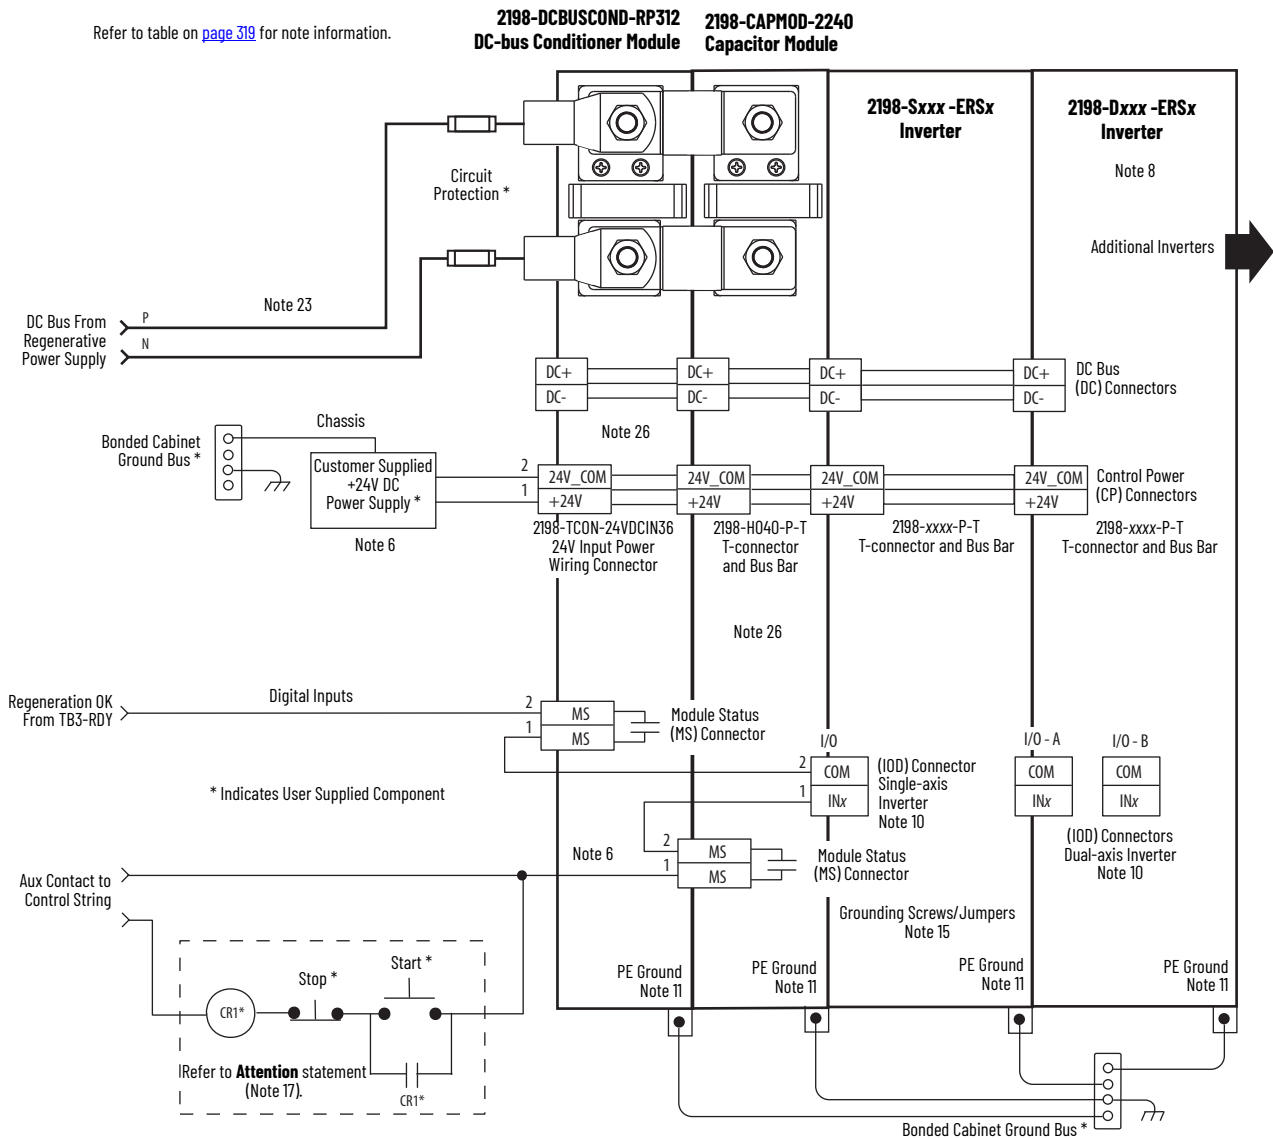 Refer to table on page 319 for note information.
2198-DCBUSCOND-RP312
DC-bus Conditioner Module
2198-CAPMOD-2240
Capacitor Module
2198-Sxxx -ERSx
Inverter
2198-Dxxx -ERSx
Inverter
Note 8
Additional Inverters
Circuit
Protection *
Note 23
DC Bus From
Regenerative
Power Supply
P
N
DC+
DC-
DC+
DC-
DC+
DC-
DC+
DC-
DC Bus
(DC) Connectors
Note 26
Chassis
Bonded Cabinet
Ground Bus *
Customer Supplied
+24V DC
Power Supply *
Note 6
2
1
24V_COM
+24V
24V_COM
+24V
24V_COM
+24V
24V_COM
+24V
Control Power
(CP) Connectors
2198-TCON-24VDCIN36
24V Input Power
Wiring Connector
2198-H040-P-T
T-connector
and Bus Bar
2198-xxxx-P-T
T-connector and Bus Bar
2198-xxxx-P-T
T-connector and Bus Bar
Note 26
Regeneration OK
From TB3-RDY
Digital Inputs
2
1
MS
MS
Module Status
(MS) Connector
I/O
2
1
COM
INx
(IOD) Connector
Single-axis
Inverter
Note 10
I/O - A
COM
INx
I/O - B
COM
INx
(IOD) Connectors
Dual-axis Inverter
Note 10
* Indicates User Supplied Component
Note 6
2
1
MS
MS
Module Status
(MS) Connector
Aux Contact to
Control String
Grounding Screws/Jumpers
Note 15
Stop *
Start *
CR1*
CR1*
Refer to Attention statement
(Note 17).
PE Ground
Note 11
PE Ground
Note 11
PE Ground
Note 11
PE Ground
Note 11
Bonded Cabinet Ground Bus *